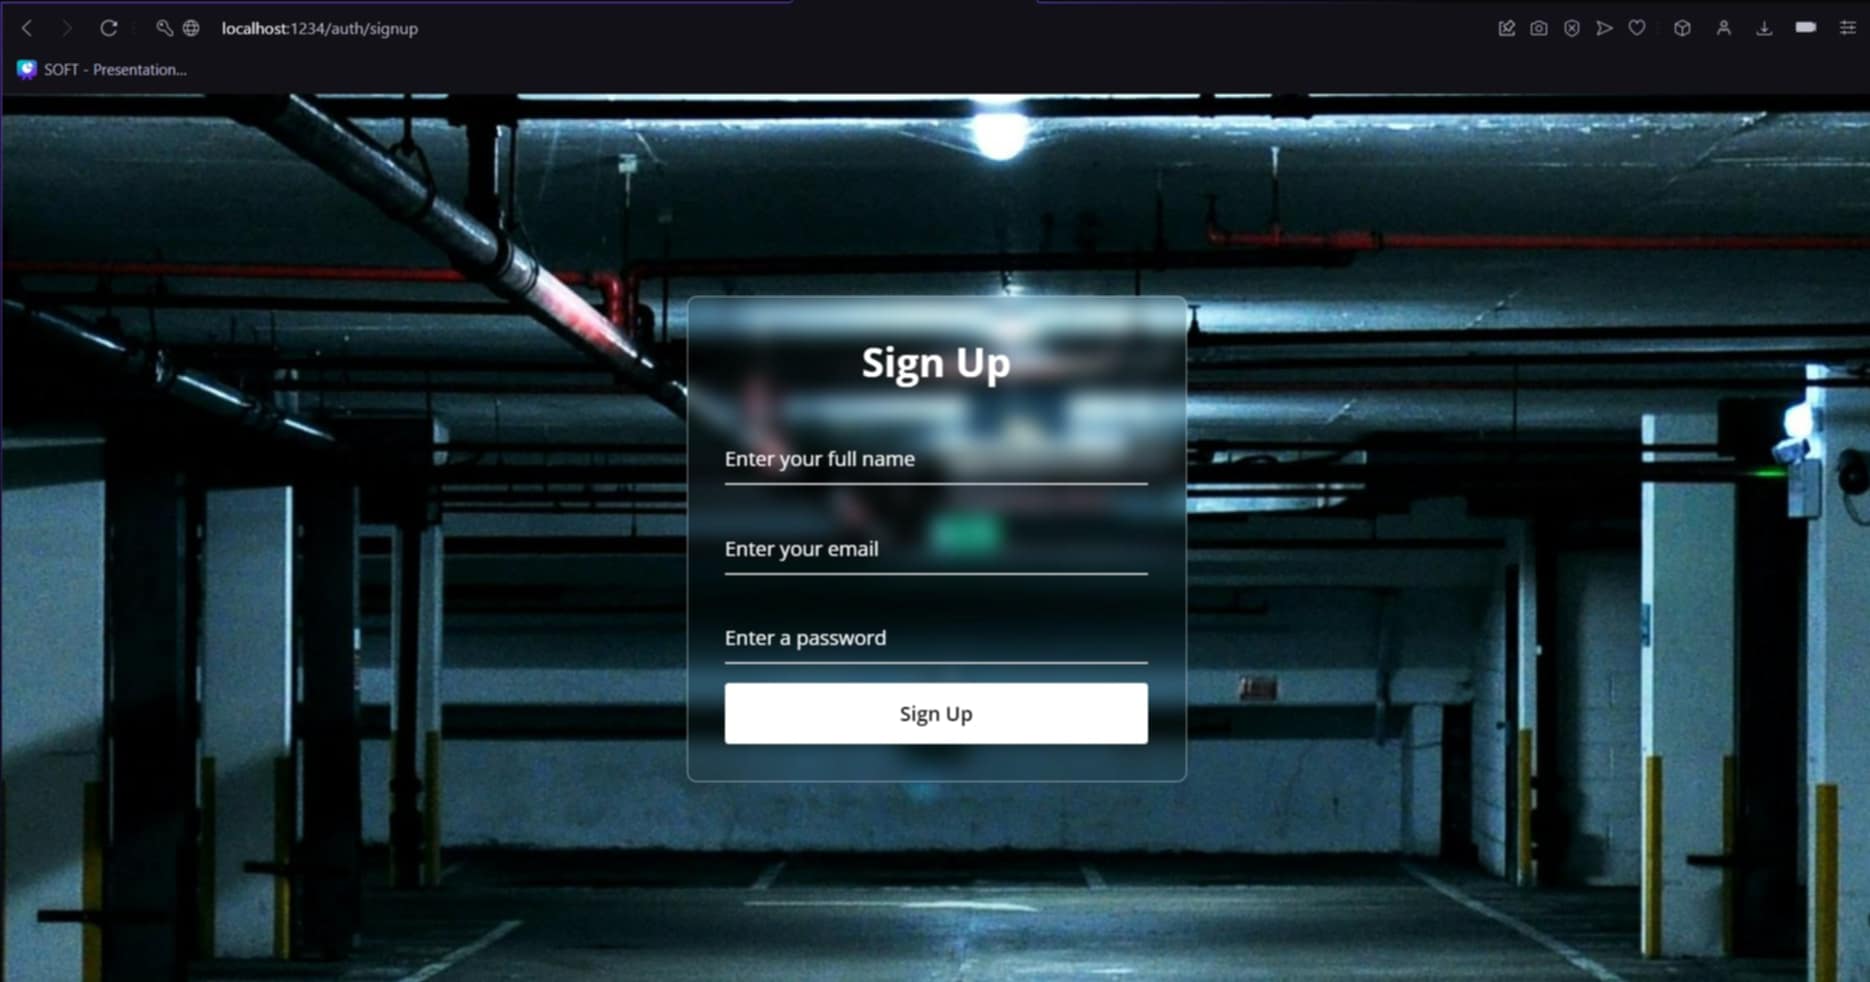 localhost:1234/auth/signup
SOFT - Presentation...
Sign Up
Enter your full name
Enter your email
Enter a password
Sign Up